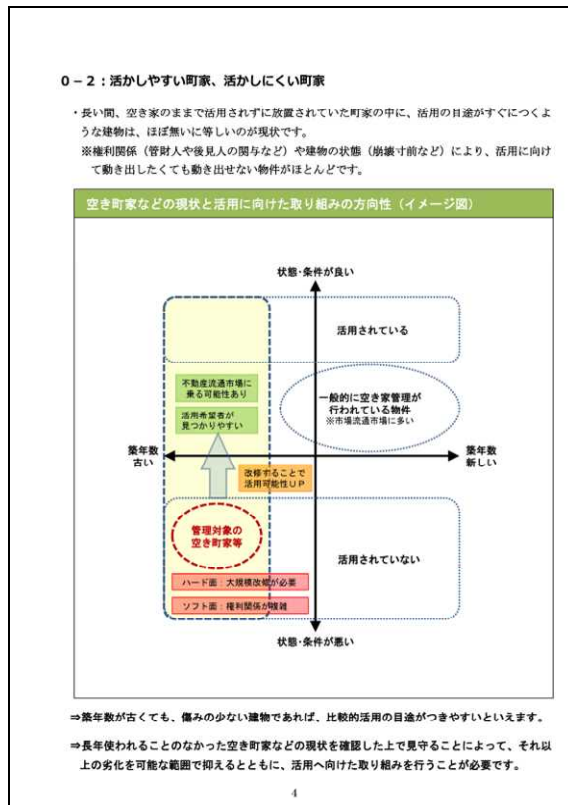 0-2：活かしやすい町家、活かしにくい町家
・長い間、空き家のままで活用されずに放置されていた町家の中に、活用の目途がすぐにつくよ
うな建物は、ほぼ無いに等しいのが現状です。
※権利関係（管財人や後見人の関与など）や建物の状態（崩壊寸前など）により、活用に向け
て動き出したくても動き出せない物件がほとんどです。
空き町家などの現状と活用に向けた取り組みの方向性（イメージ図）
状態・条件が良い
活用されている
不動産流通市場に
乗る可能性あり
活用希望者が
見つかりやすい
一般的に空き家管理が
行われている物件
※市場流通市場に多い
築年数
古い
築年数
新しい
改修することで
活用可能性ＵＰ
管理対象の
空き町家等
活用されていない
ハード面：大規模改修が必要
ソフト面：権利関係が複雑
状態・条件が悪い
⇒築年数が古くても、傷みの少ない建物であれば、比較的活用の目途がつきやすいといえます。
⇒長年使われることのなかった空き町家などの現状を確認した上で見守ることによって、それ以
上の劣化を可能な範囲で抑えるとともに、活用へ向けた取り組みを行うことが必要です。
4